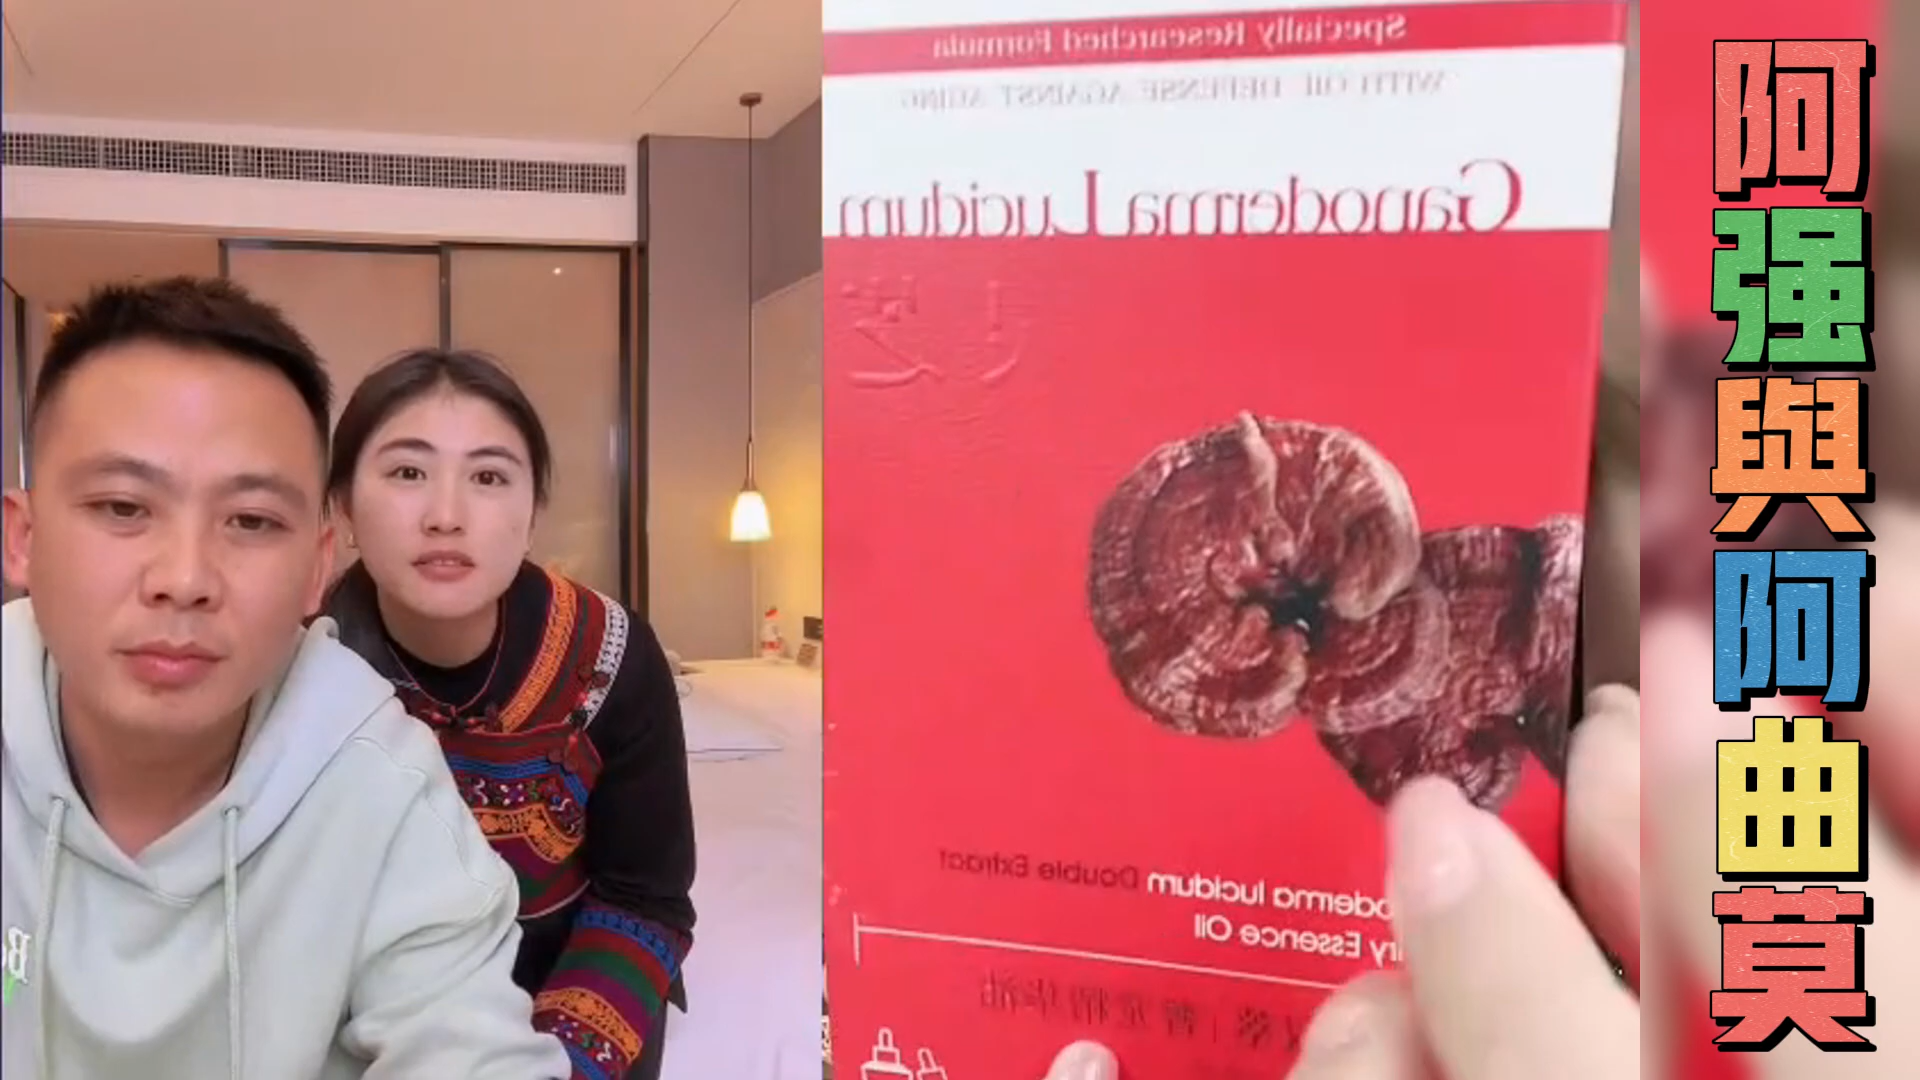 Specially Researched Formula
WITH OIL DEFENSE AGAINST AGING
Ganoderma Lucidum
oderma lucidum Double Extract
ry Essence Oil
阿强與阿曲莫